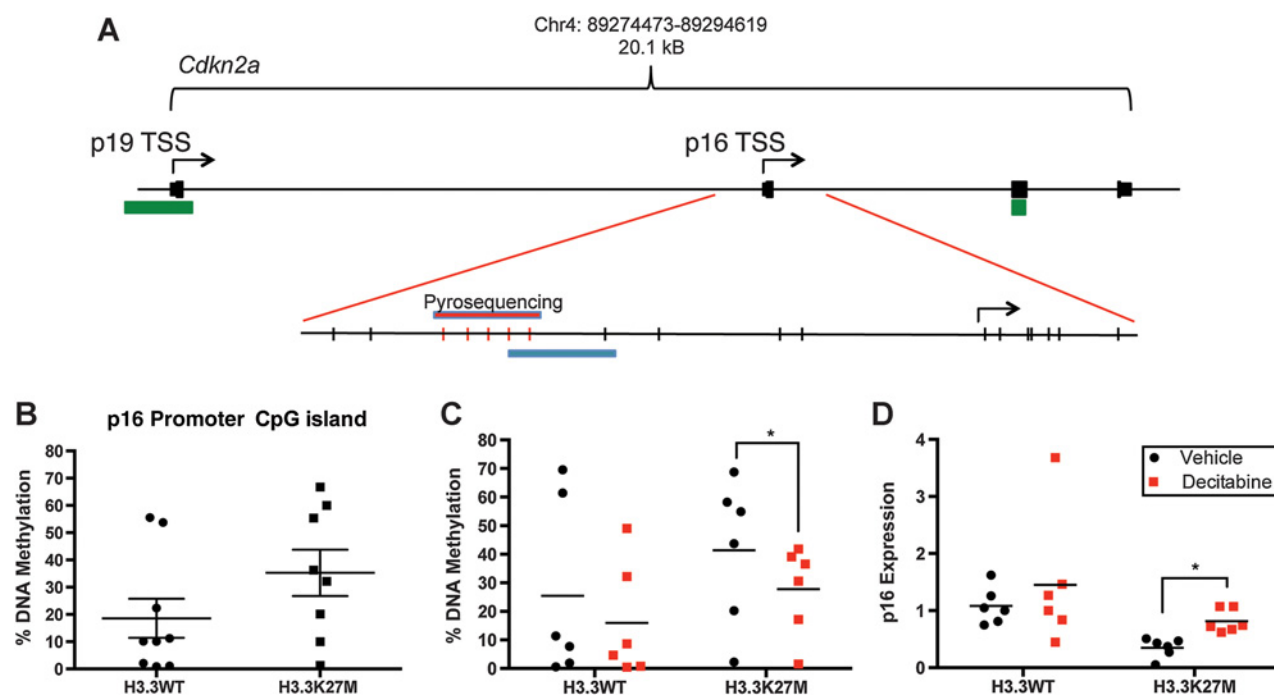 A
Chr4: 89274473-89294619
20.1 kB
Cdkn2a
p19 TSS
p16 TSS
Pyrosequencing
B
p16 Promoter CpG island
% DNA Methylation
80
70
60
50
40
30
20
10
0
H3.3WT
H3.3K27M
C
% DNA Methylation
80
70
60
50
40
30
20
10
0
*
H3.3WT
H3.3K27M
D
p16 Expression
4
3
2
1
0
Vehicle
Decitabine
*
H3.3WT
H3.3K27M